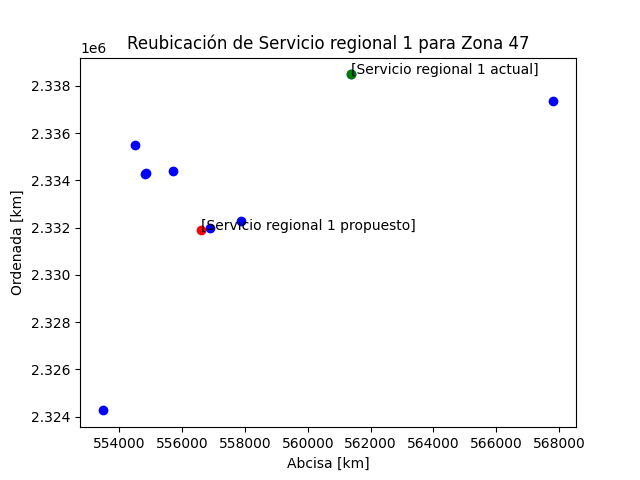 Reubicación de Servicio regional 1 para Zona 47
1e6
[Servicio regional 1 actual]
2.338
2.336
2.334
2.332
[Servicio regional 1 propuesto]
2.330
2.328
2.326
2.324
Ordenada [km]
554000 556000 558000 560000 562000 564000 566000 568000
Abcisa [km]